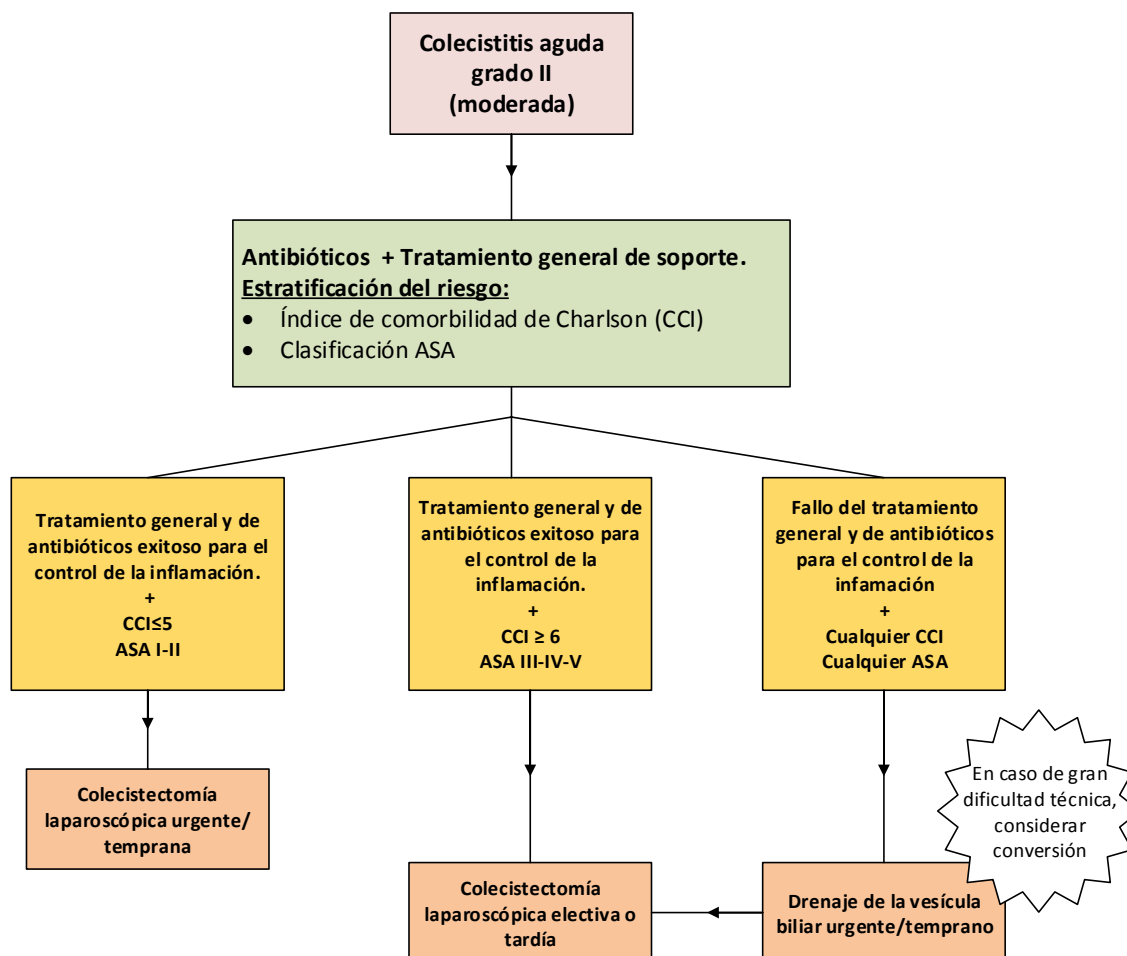 Colecistitis aguda
grado II
(moderada)
Antibióticos + Tratamiento general de soporte.
Estratificación del riesgo:
• Índice de comorbilidad de Charlson (CCI)
• Clasificación ASA
Tratamiento general y de
antibióticos exitoso para el
control de la inflamación.
+
CCI≤5
ASA I-II
Tratamiento general y de
antibióticos exitoso para
el control de la
inflamación.
+
CCI ≥ 6
ASA III-IV-V
Fallo del tratamiento
general y de antibióticos
para el control de la
infamación
+
Cualquier CCI
Cualquier ASA
En caso de gran
dificultad técnica,
considerar
conversión
Colecistectomía
laparoscópica urgente/
temprana
Colecistectomía
laparoscópica electiva o
tardía
Drenaje de la vesícula
biliar urgente/temprano